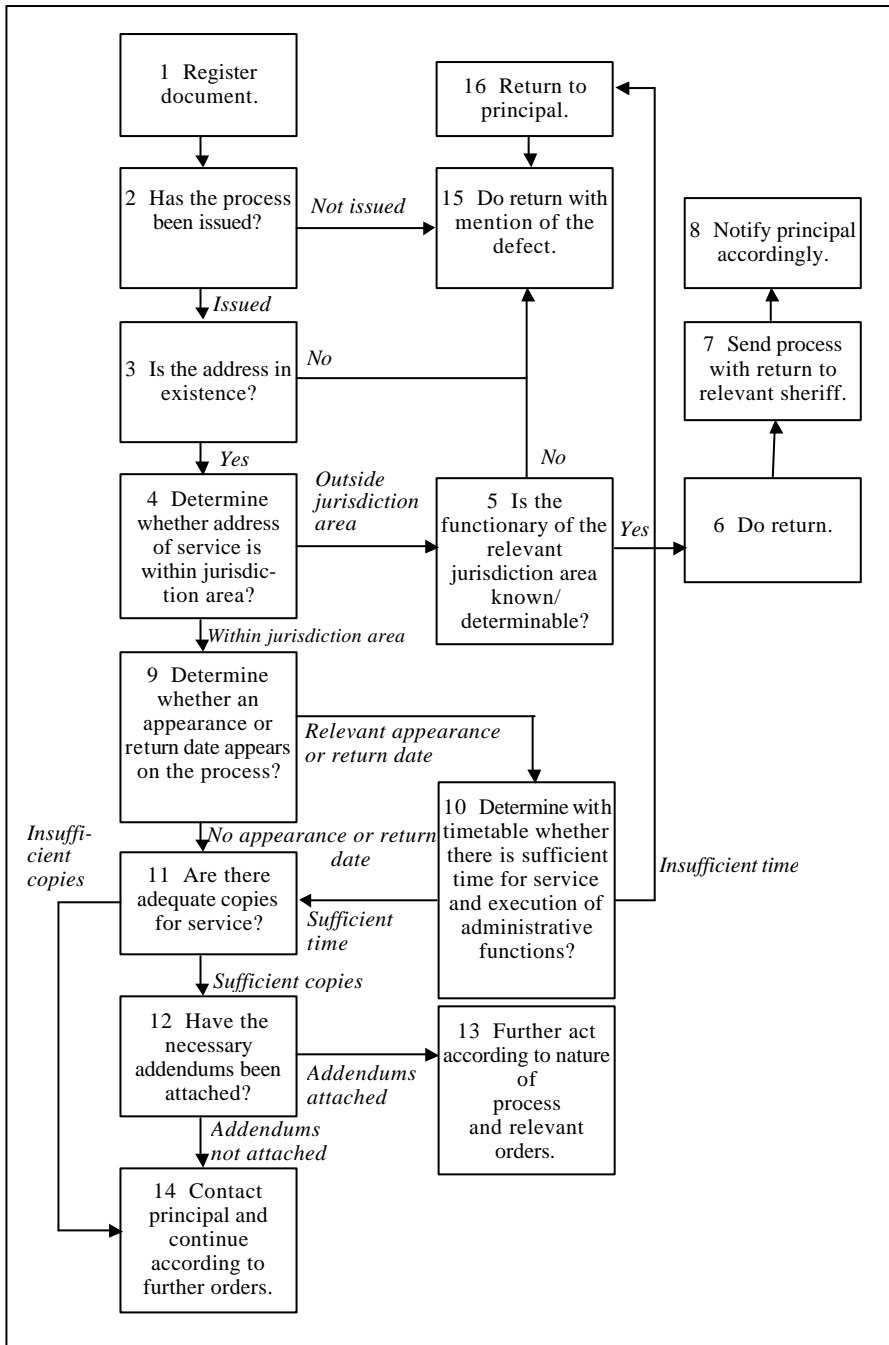 1 Register
document.
16 Return to
principal.
2 Has the process
been issued?
Not issued
15 Do return with
mention of the
defect.
8 Notify principal
accordingly.
Issued
3 Is the address in
existence?
No
7 Send process
with return to
relevant sheriff.
Yes
4 Determine
whether address
of service is
within jurisdic-
tion area?
Outside
jurisdiction
area
No
5 Is the
functionary of the
relevant
jurisdiction area
known/
determinable?
Yes
6 Do return.
Within jurisdiction area
9 Determine
whether an
appearance or
return date appears
on the process?
Relevant appearance
or return date
10 Determine with
timetable whether
there is sufficient
time for service
and execution of
administrative
functions?
Insufficient time
No appearance or return
date
Insuffi-
cient
copies
11 Are there
adequate copies
for service?
Sufficient
time
Sufficient copies
12 Have the
necessary
addendums been
attached?
Addendums
attached
13 Further act
according to nature
of
process
and relevant
orders.
Addendums
not attached
14 Contact
principal and
continue
according to
further orders.